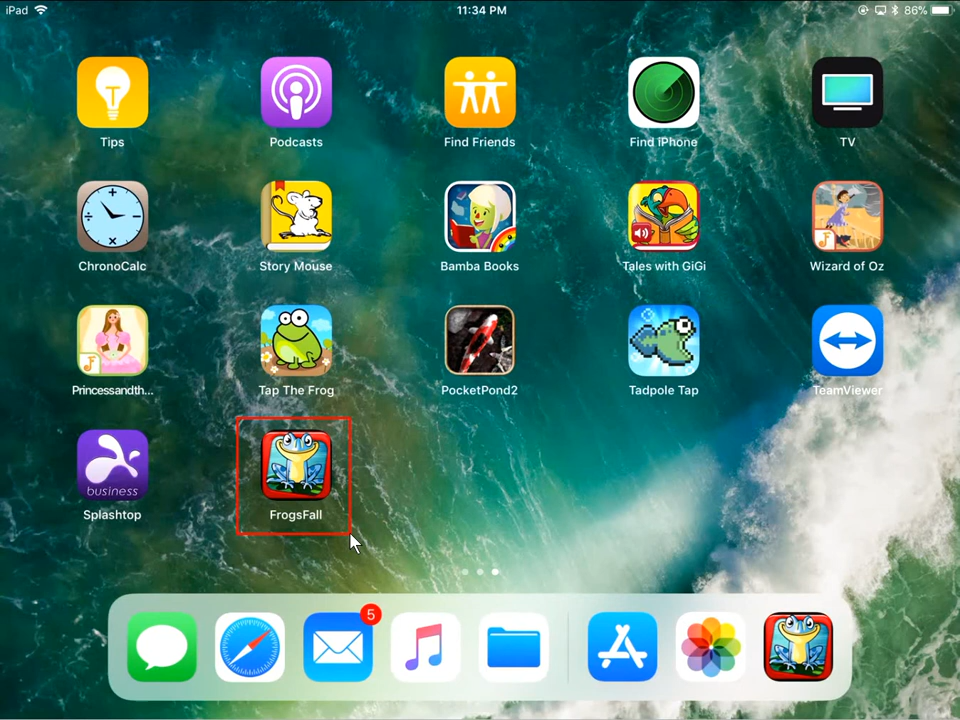 iPad 11:34 PM 86%
Tips Podcasts Find Friends Find iPhone TV
ChronoCalc Story Mouse Bamba Books Tales with GiGi Wizard of Oz
Princessandth... Tap The Frog PocketPond2 Tadpole Tap TeamViewer
business
Splashtop FrogsFall
5